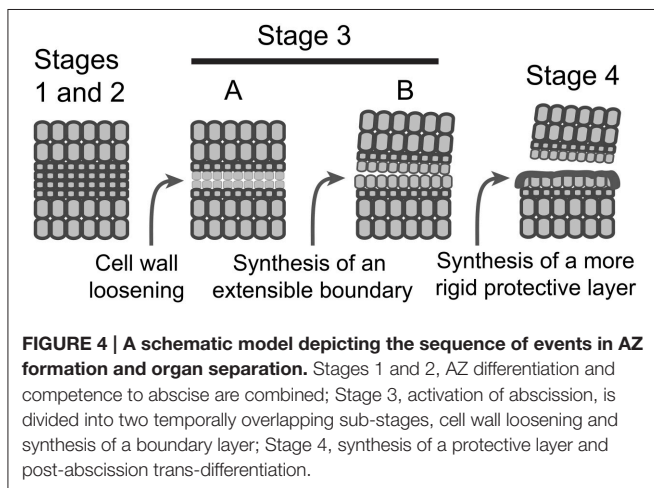 Stage 3
Stages
1 and 2
A
B
Stage 4
Cell wall
loosening
Synthesis of an
extensible boundary
Synthesis of a more
rigid protective layer
FIGURE 4 | A schematic model depicting the sequence of events in AZ
formation and organ separation. Stages 1 and 2, AZ differentiation and
competence to abscise are combined; Stage 3, activation of abscission, is
divided into two temporally overlapping sub-stages, cell wall loosening and
synthesis of a boundary layer; Stage 4, synthesis of a protective layer and
post-abscission trans-differentiation.